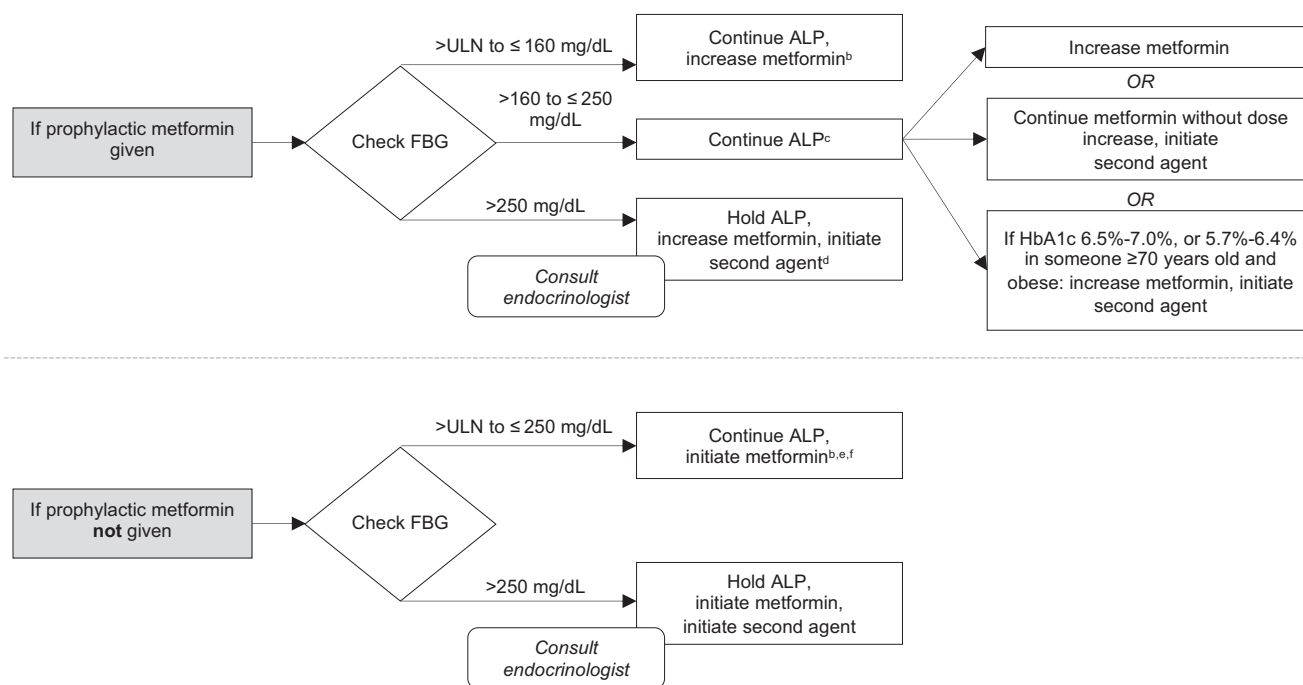 If prophylactic metformin
given
Check FBG
>ULN to ≤ 160 mg/dL
Continue ALP,
increase metforminᵇ
>160 to ≤ 250
mg/dL
Continue ALPᶜ
>250 mg/dL
Hold ALP,
increase metformin, initiate
second agentᵈ
Consult
endocrinologist
Increase metformin
OR
Continue metformin without dose
increase, initiate
second agent
OR
If HbA1c 6.5%-7.0%, or 5.7%-6.4%
in someone ≥70 years old and
obese: increase metformin, initiate
second agent
If prophylactic metformin
not given
Check FBG
>ULN to ≤ 250 mg/dL
Continue ALP,
initiate metforminᵇ,ᵉ,ᶠ
>250 mg/dL
Hold ALP,
initiate metformin,
initiate second agent
Consult
endocrinologist